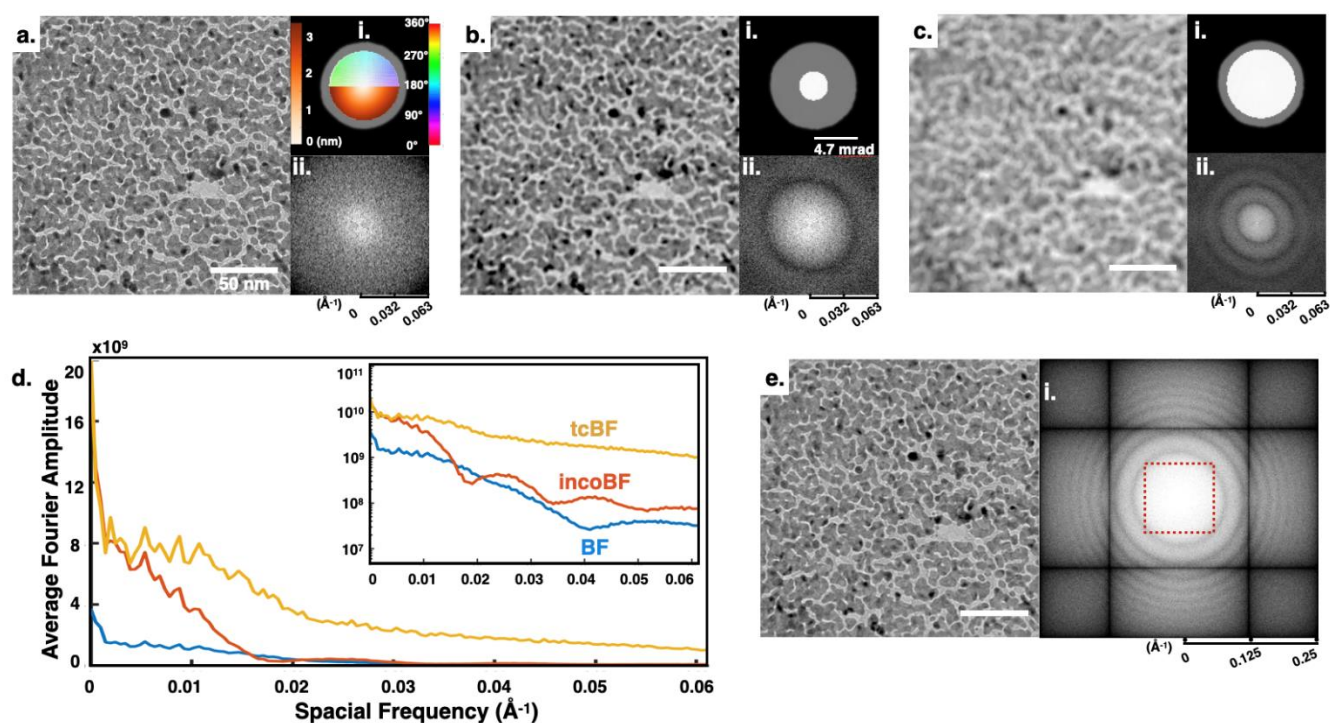 a.
i.
3
2
1
0 (nm)
360°
270°
180°
90°
0°
50 nm
ii.
(Å⁻¹)
0
0.032
0.063
b.
i.
4.7 mrad
ii.
(Å⁻¹)
0
0.032
0.063
c.
i.
ii.
(Å⁻¹)
0
0.032
0.063
d.
x10⁹
20
16
12
8
4
0
Average Fourier Amplitude
0
0.01
0.02
0.03
0.04
0.05
0.06
Spacial Frequency (Å⁻¹)
10¹¹
10¹⁰
10⁹
10⁸
10⁷
tcBF
incoBF
BF
0
0.01
0.02
0.03
0.04
0.05
0.06
e.
i.
(Å⁻¹)
0
0.125
0.25